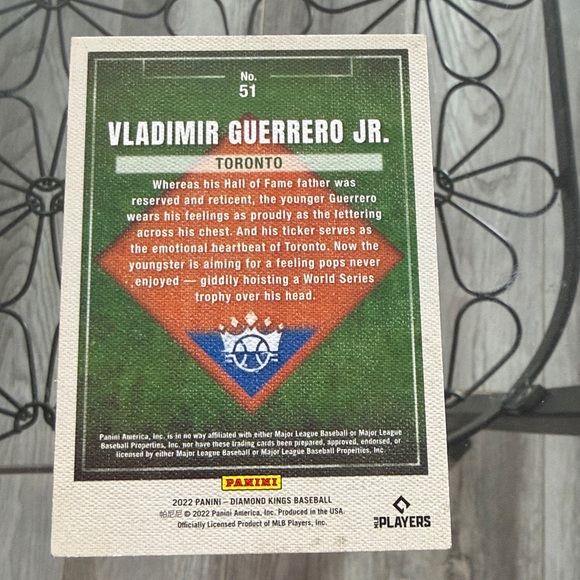 No.
51
VLADIMIR GUERRERO JR.
TORONTO
Whereas his Hall of Fame father was
reserved and reticent, the younger Guerrero
wears his feelings as proudly as the lettering
across his chest. And his ticker serves as
the emotional heartbeat of Toronto. Now the
youngster is aiming for a feeling pops never
enjoyed — giddily hoisting a World Series
trophy over his head.
Panini America, Inc. is in no way affiliated with either Major League Baseball or Major League
Baseball Properties, Inc. nor have these trading cards been prepared, approved, endorsed, or
licensed by either Major League Baseball or Major League Baseball Properties, Inc.
PANINI
2022 PANINI – DIAMOND KINGS BASEBALL
帕尼尼 © 2022 Panini America, Inc. Produced in the USA.
Officially Licensed Product of MLB Players, Inc.
MLB PLAYERS